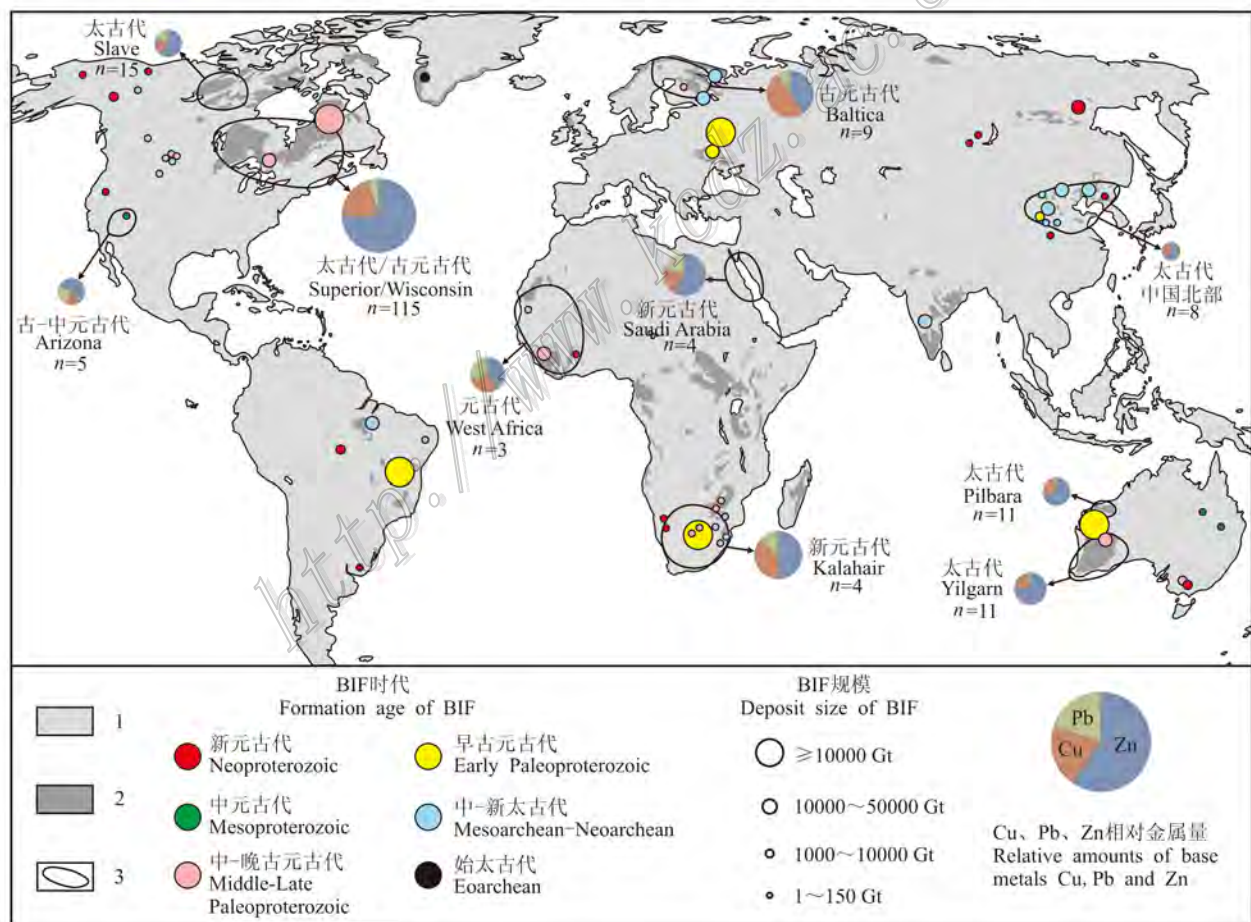 太古代
Slave
n=15
古元古代
Baltica
n=9
太古代/古元古代
Superior/Wisconsin
n=115
古-中元古代
Arizona
n=5
新元古代
Saudi Arabia
n=4
太古代
中国北部
n=8
元古代
West Africa
n=3
太古代
Pilbara
n=11
新元古代
Kalahair
n=4
太古代
Yilgarn
n=11
http://www.kcdz.
1
2
3
BIF时代
Formation age of BIF
新元古代
Neoproterozoic
中元古代
Mesoproterozoic
中-晚古元古代
Middle-Late
Paleoproterozoic
早古元古代
Early Paleoproterozoic
中-新太古代
Mesoarchean-Neoarchean
始太古代
Eoarchean
BIF规模
Deposit size of BIF
≥10000 Gt
10000～50000 Gt
1000～10000 Gt
1～150 Gt
Pb
Cu
Zn
Cu、Pb、Zn相对金属量
Relative amounts of base
metals Cu, Pb and Zn